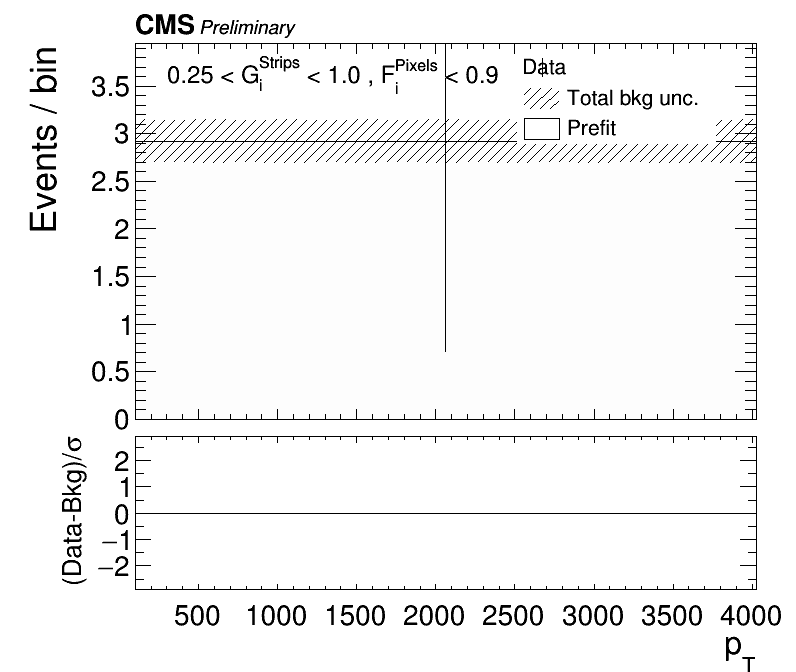 CMS Preliminary
0.25 < G_i^Strips < 1.0 , F_i^Pixels < 0.9
Data
Total bkg unc.
Prefit
Events / bin
3.5
3
2.5
2
1.5
1
0.5
0
(Data-Bkg)/σ
2
1
0
−1
−2
500 1000 1500 2000 2500 3000 3500 4000
p_T